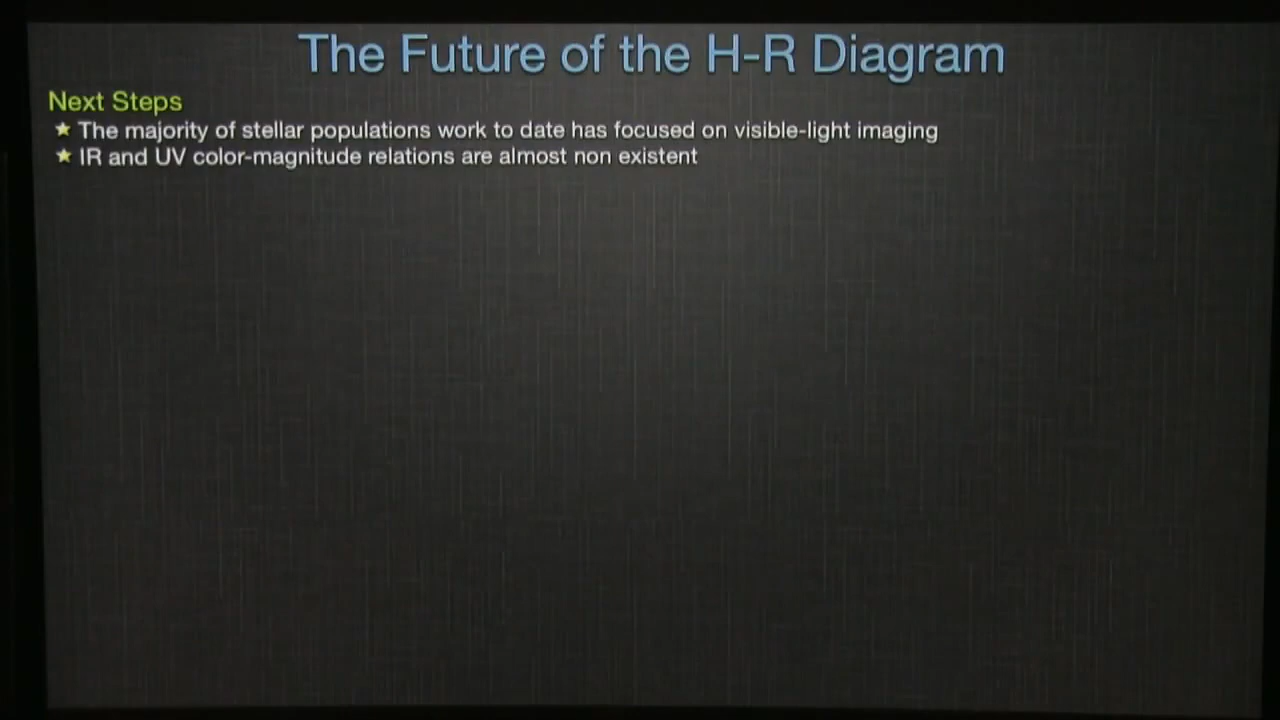 The Future of the H-R Diagram
Next Steps
★ The majority of stellar populations work to date has focused on visible-light imaging
★ IR and UV color-magnitude relations are almost non existent